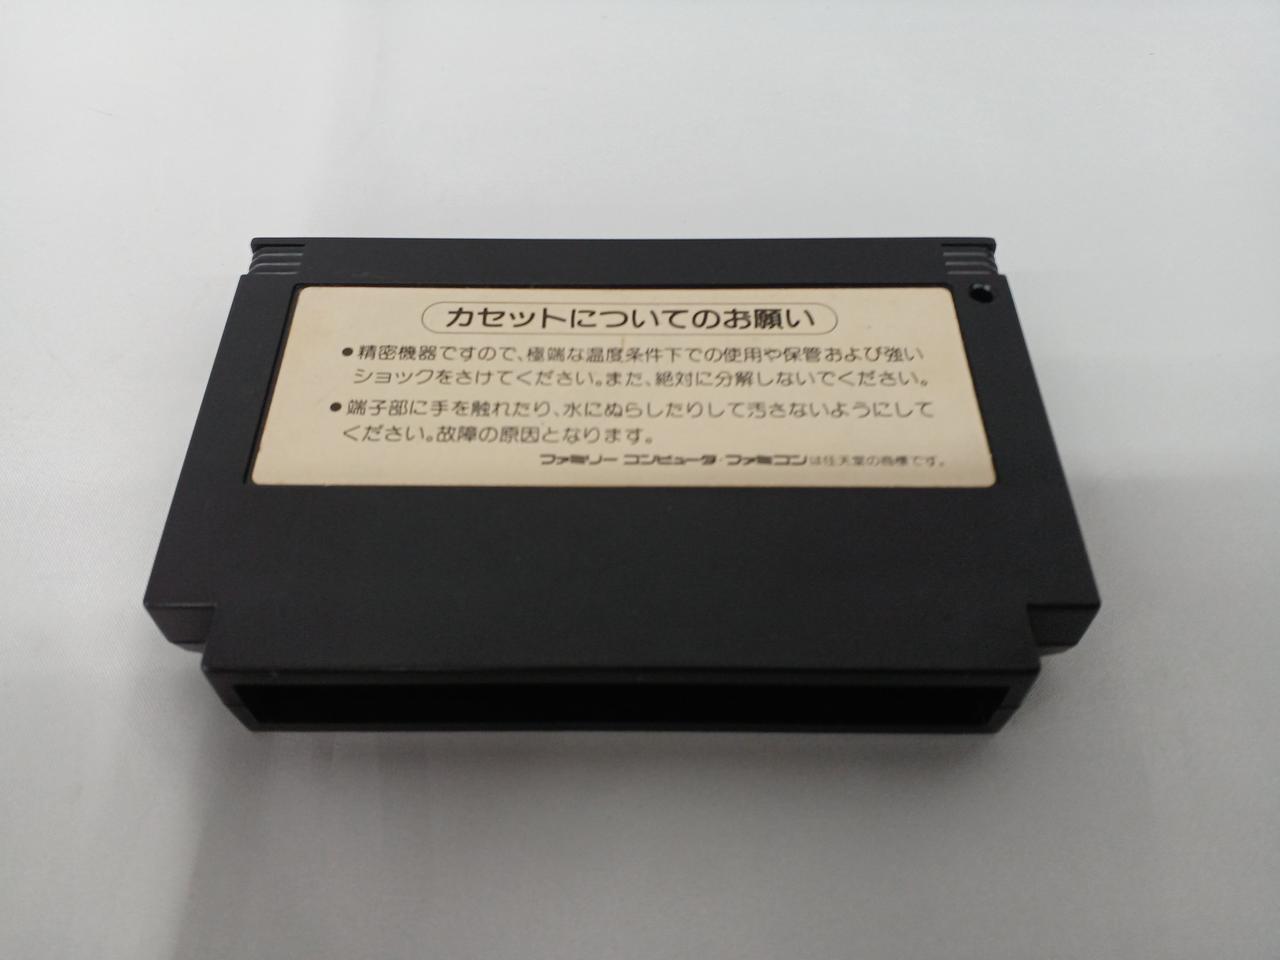 カセットについてのお願い
●精密機器ですので、極端な温度条件下での使用や保管および強い
ショックをさけてください。また、絶対に分解しないでください。
●端子部に手を触れたり、水にぬらしたりして汚さないようにして
ください。故障の原因となります。
ファミリー コンピュータ・ファミコンは任天堂の商標です。